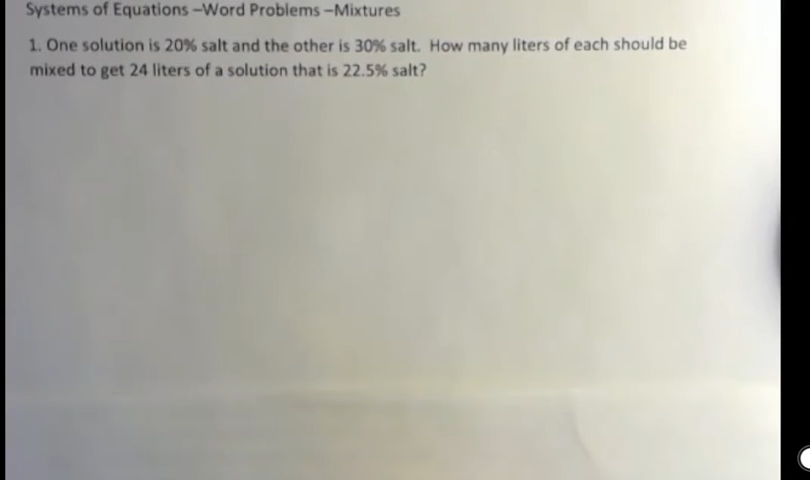 Systems of Equations –Word Problems –Mixtures
1. One solution is 20% salt and the other is 30% salt. How many liters of each should be
mixed to get 24 liters of a solution that is 22.5% salt?